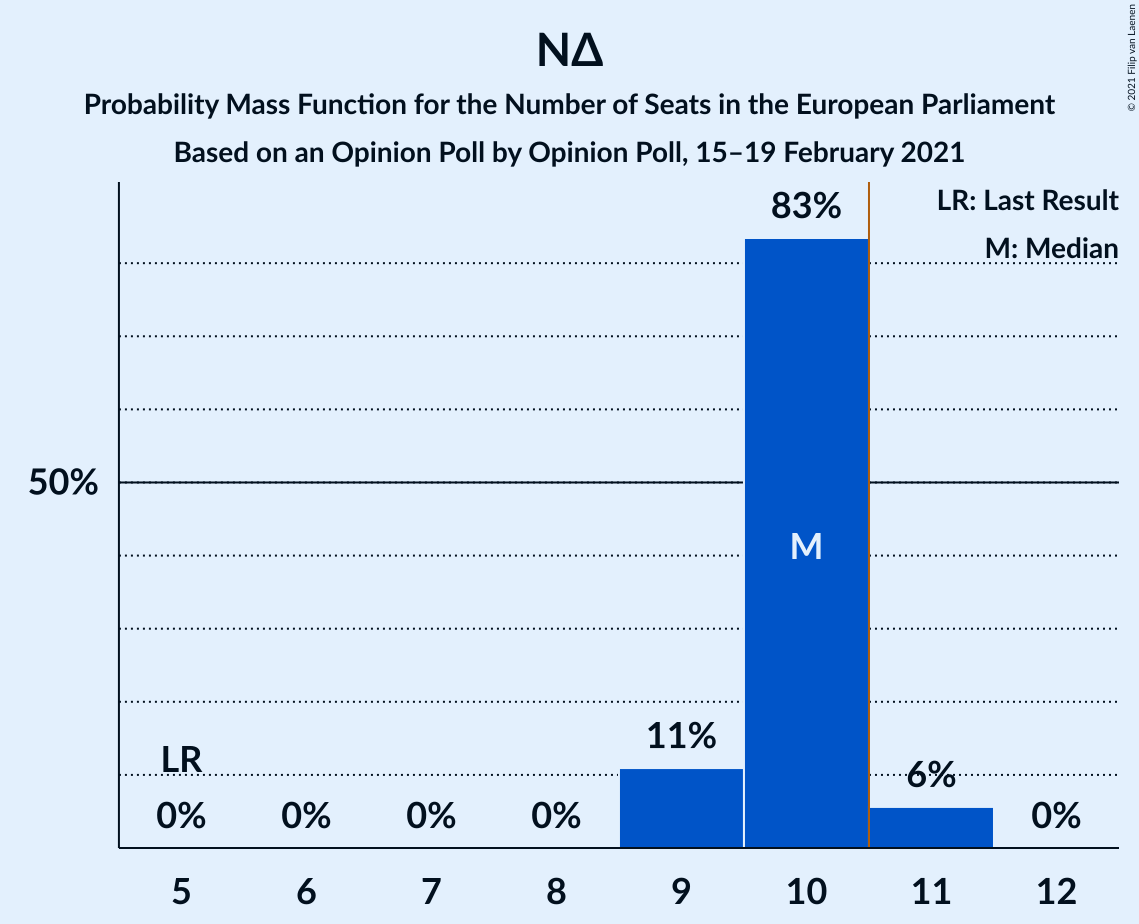 ΝΔ
Probability Mass Function for the Number of Seats in the European Parliament
Based on an Opinion Poll by Opinion Poll, 15–19 February 2021
© 2021 Filip van Laenen
LR: Last Result
M: Median
83%
50%
M
11%
LR
6%
0% 0% 0% 0% 0%
5 6 7 8 9 10 11 12